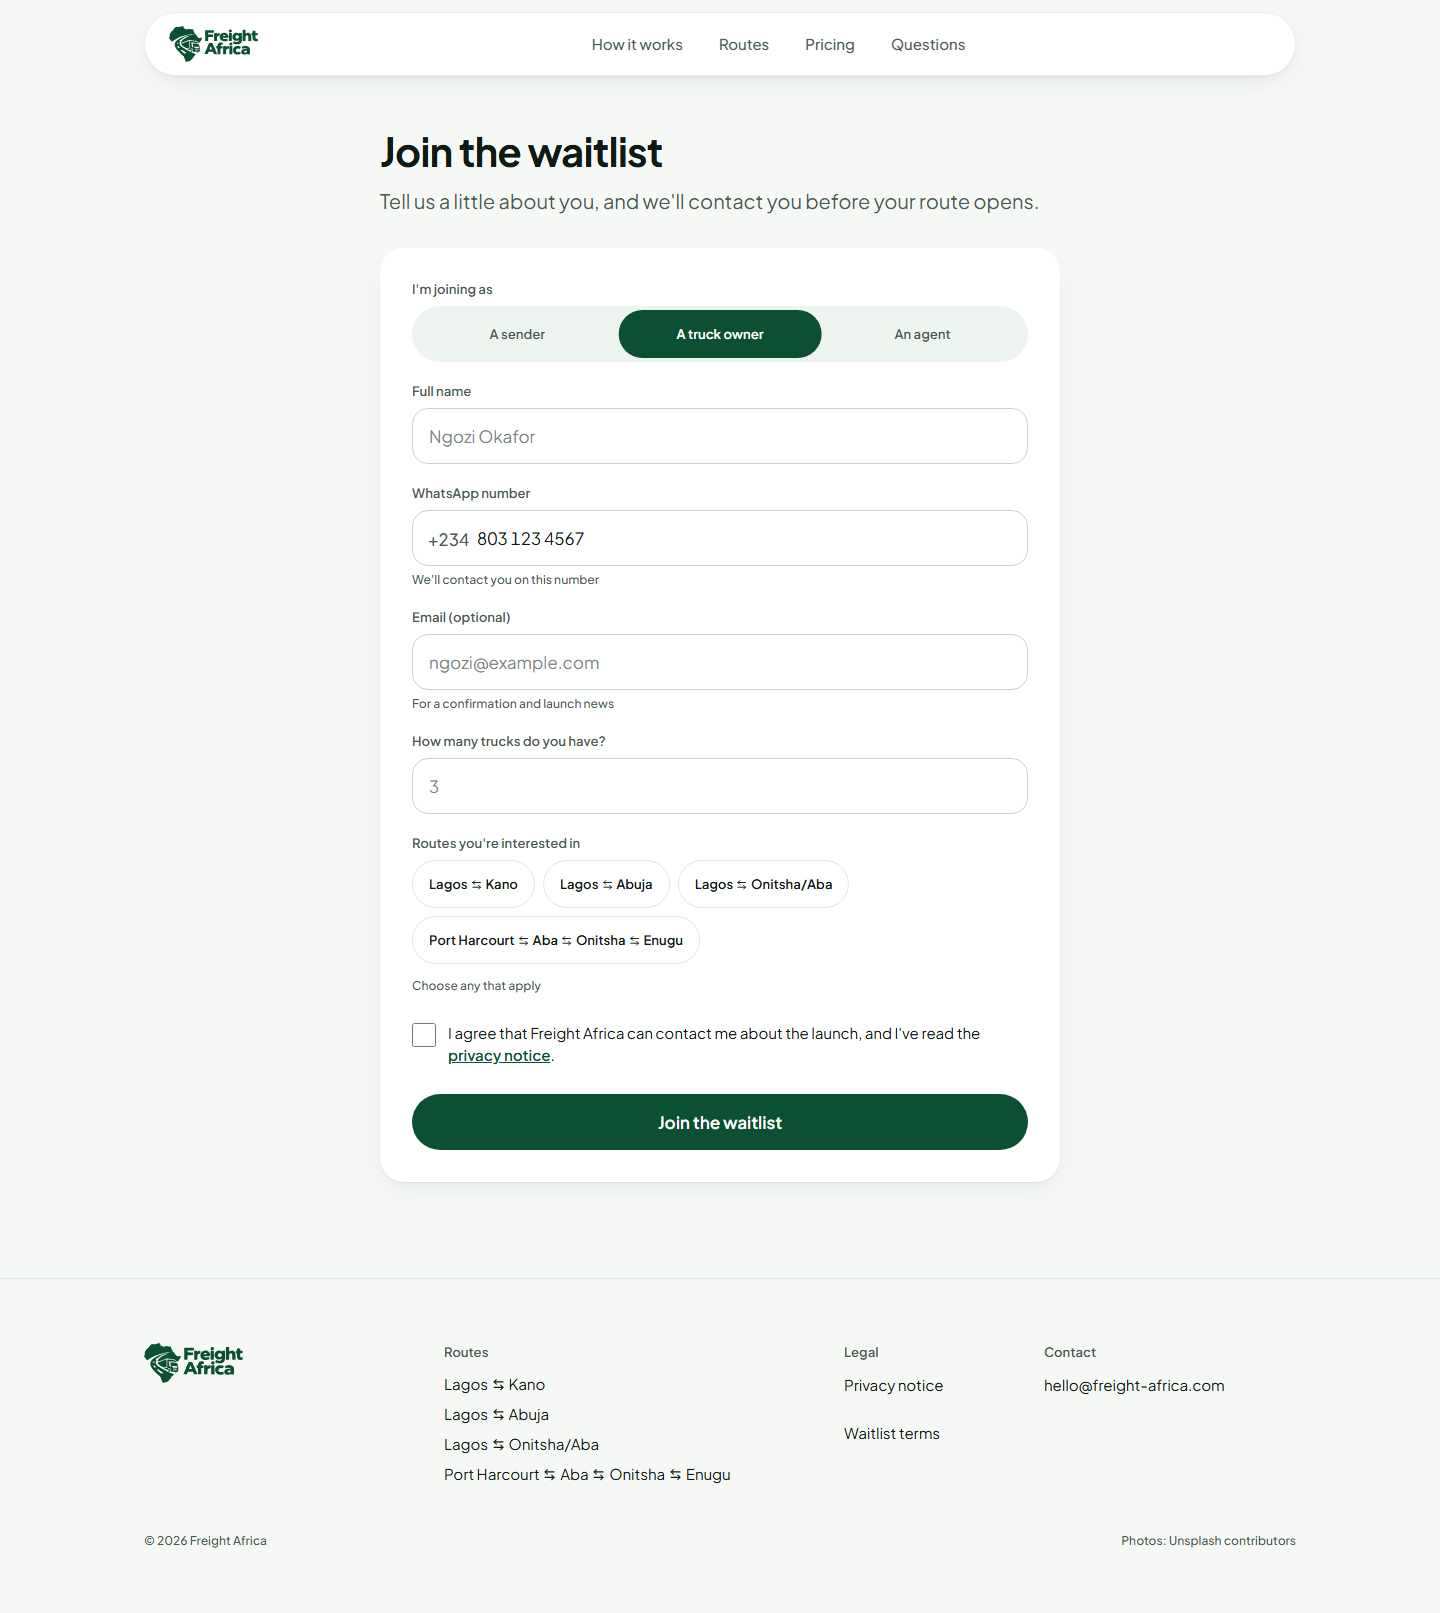 Freight
Africa
How it works
Routes
Pricing
Questions
Join the waitlist
Tell us a little about you, and we'll contact you before your route opens.
I'm joining as
A sender
A truck owner
An agent
Full name
Ngozi Okafor
WhatsApp number
+234 803 123 4567
We'll contact you on this number
Email (optional)
ngozi@example.com
For a confirmation and launch news
How many trucks do you have?
3
Routes you're interested in
Lagos ⇆ Kano
Lagos ⇆ Abuja
Lagos ⇆ Onitsha/Aba
Port Harcourt ⇆ Aba ⇆ Onitsha ⇆ Enugu
Choose any that apply
I agree that Freight Africa can contact me about the launch, and I've read the
privacy notice.
Join the waitlist
Freight
Africa
Routes
Lagos ⇆ Kano
Lagos ⇆ Abuja
Lagos ⇆ Onitsha/Aba
Port Harcourt ⇆ Aba ⇆ Onitsha ⇆ Enugu
Legal
Privacy notice
Waitlist terms
Contact
hello@freight-africa.com
© 2026 Freight Africa
Photos: Unsplash contributors